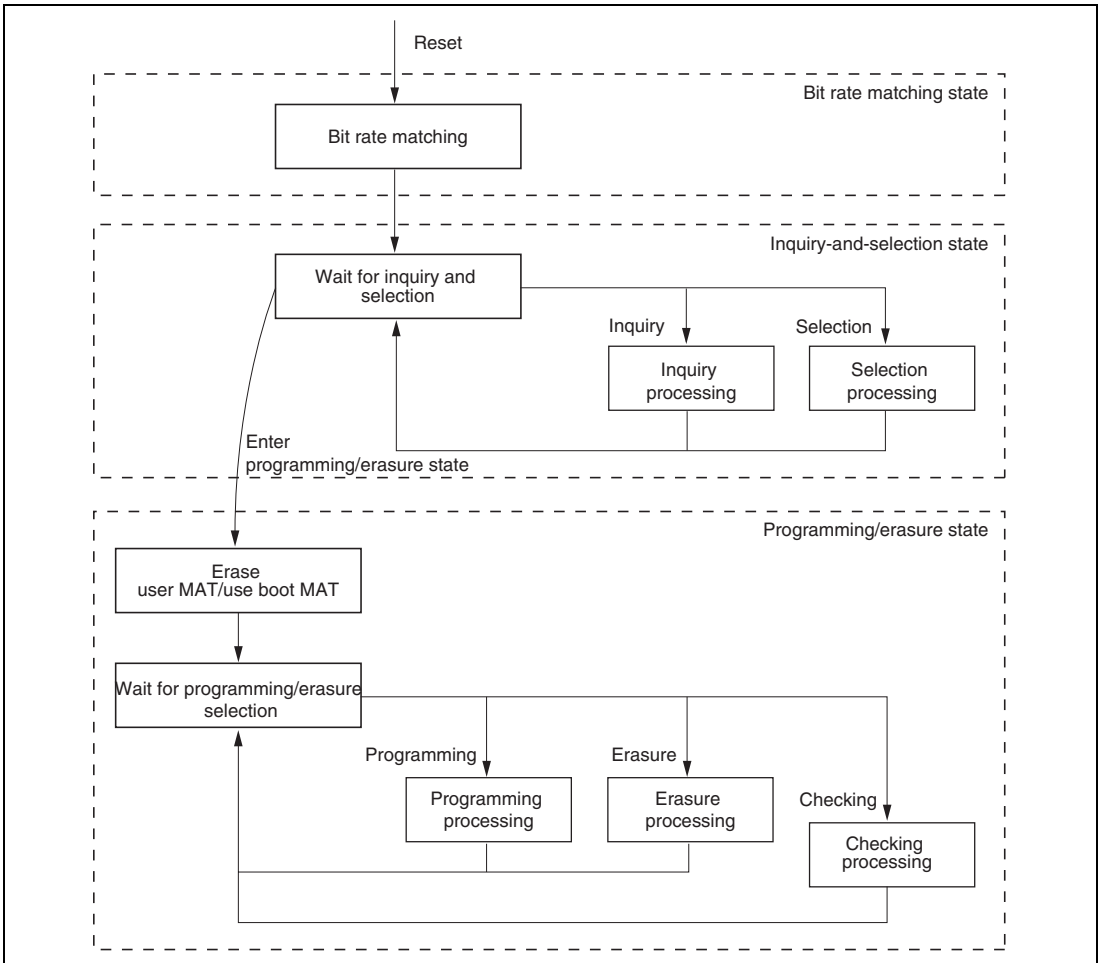 Reset
Bit rate matching state
Bit rate matching
Inquiry-and-selection state
Wait for inquiry and
selection
Inquiry
Selection
Inquiry
processing
Selection
processing
Enter
programming/erasure state
Programming/erasure state
Erase
user MAT/use boot MAT
Wait for programming/erasure
selection
Programming
Erasure
Checking
Programming
processing
Erasure
processing
Checking
processing